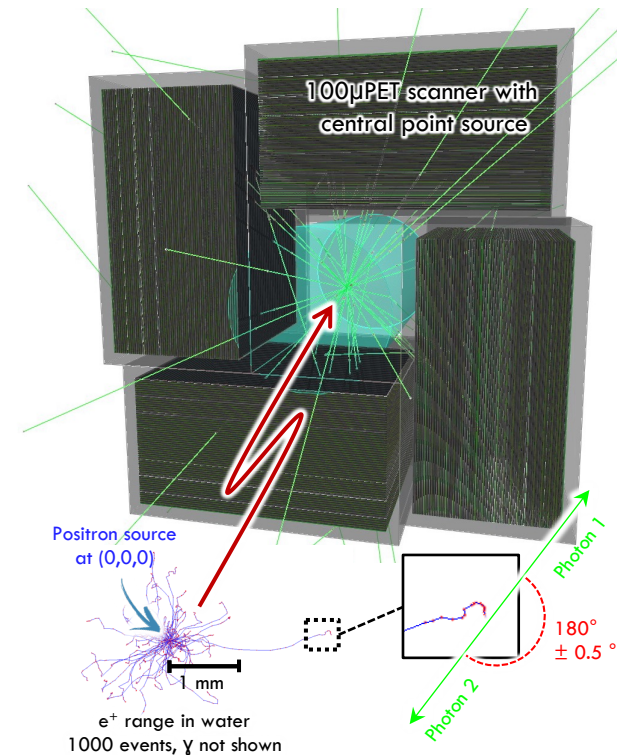 100μPET scanner with
central point source
Positron source
at (0,0,0)
1 mm
e⁺ range in water
1000 events, γ not shown
Photon 1
180°
± 0.5 °
Photon 2